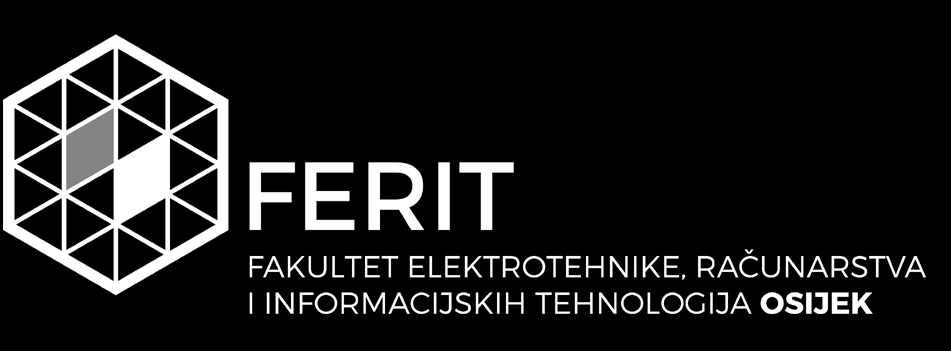 FERIT
FAKULTET ELEKTROTEHNIKE, RAČUNARSTVA
I INFORMACIJSKIH TEHNOLOGIJA OSIJEK